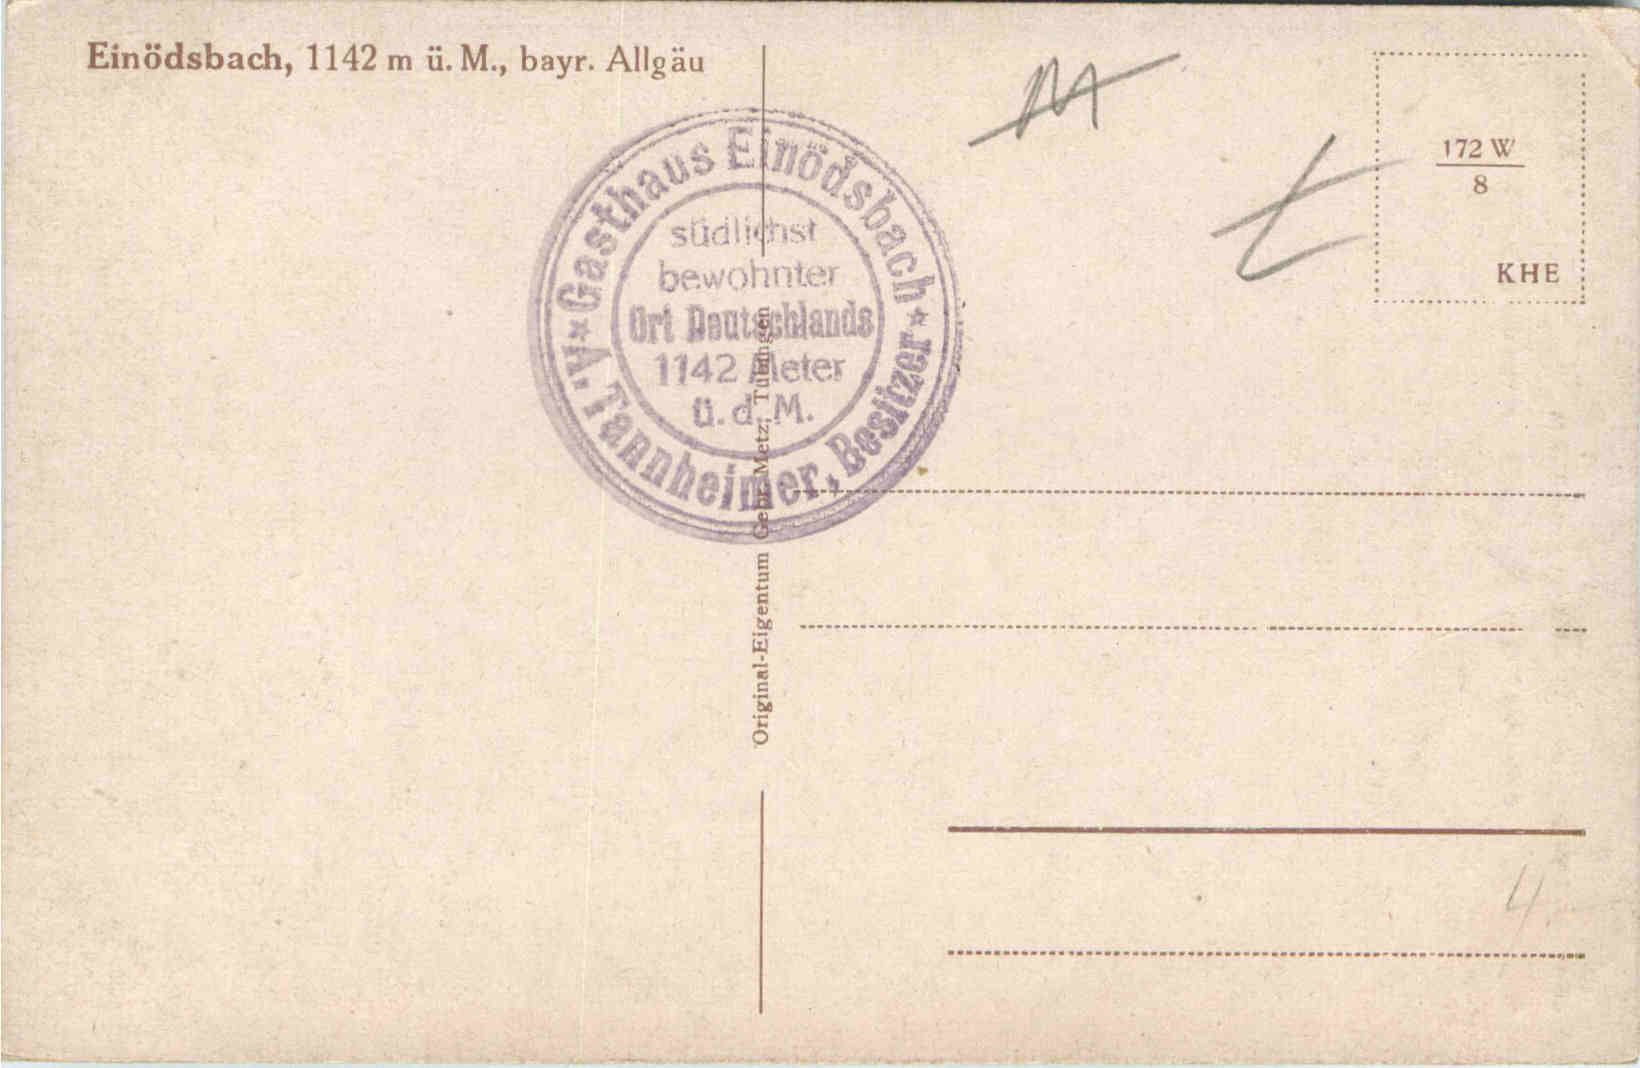 Einödsbach, 1142 m ü. M., bayr. Allgäu
Gasthaus Einödsbach
südlichst
bewohnter
Ort Deutschlands
1142 Meter
ü. d. M.
Tannheimer, Besitzer
Original-Eigentum Gebr. Metz, Tübingen
M
t
172 W
8
KHE
4